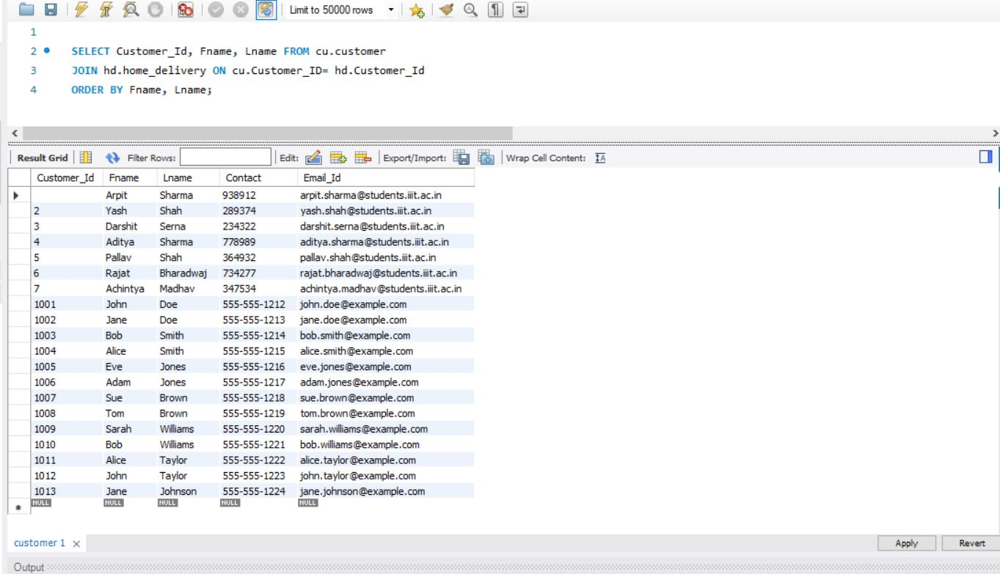 Limit to 50000 rows
1
2 SELECT Customer_Id, Fname, Lname FROM cu.customer
3 JOIN hd.home_delivery ON cu.Customer_ID= hd.Customer_Id
4 ORDER BY Fname, Lname;
Result Grid Filter Rows: Edit: Export/Import: Wrap Cell Content:
Customer_Id Fname Lname Contact Email_Id
Arpit Sharma 938912 arpit.sharma@students.iiit.ac.in
2 Yash Shah 289374 yash.shah@students.iiit.ac.in
3 Darshit Serna 234322 darshit.serna@students.iiit.ac.in
4 Aditya Sharma 778989 aditya.sharma@students.iiit.ac.in
5 Pallav Shah 364932 pallav.shah@students.iiit.ac.in
6 Rajat Bharadwaj 734277 rajat.bharadwaj@students.iiit.ac.in
7 Achintya Madhav 347534 achintya.madhav@students.iiit.ac.in
1001 John Doe 555-555-1212 john.doe@example.com
1002 Jane Doe 555-555-1213 jane.doe@example.com
1003 Bob Smith 555-555-1214 bob.smith@example.com
1004 Alice Smith 555-555-1215 alice.smith@example.com
1005 Eve Jones 555-555-1216 eve.jones@example.com
1006 Adam Jones 555-555-1217 adam.jones@example.com
1007 Sue Brown 555-555-1218 sue.brown@example.com
1008 Tom Brown 555-555-1219 tom.brown@example.com
1009 Sarah Williams 555-555-1220 sarah.williams@example.com
1010 Bob Williams 555-555-1221 bob.williams@example.com
1011 Alice Taylor 555-555-1222 alice.taylor@example.com
1012 John Taylor 555-555-1223 john.taylor@example.com
1013 Jane Johnson 555-555-1224 jane.johnson@example.com
NULL NULL NULL NULL NULL
customer 1 Apply Revert
Output